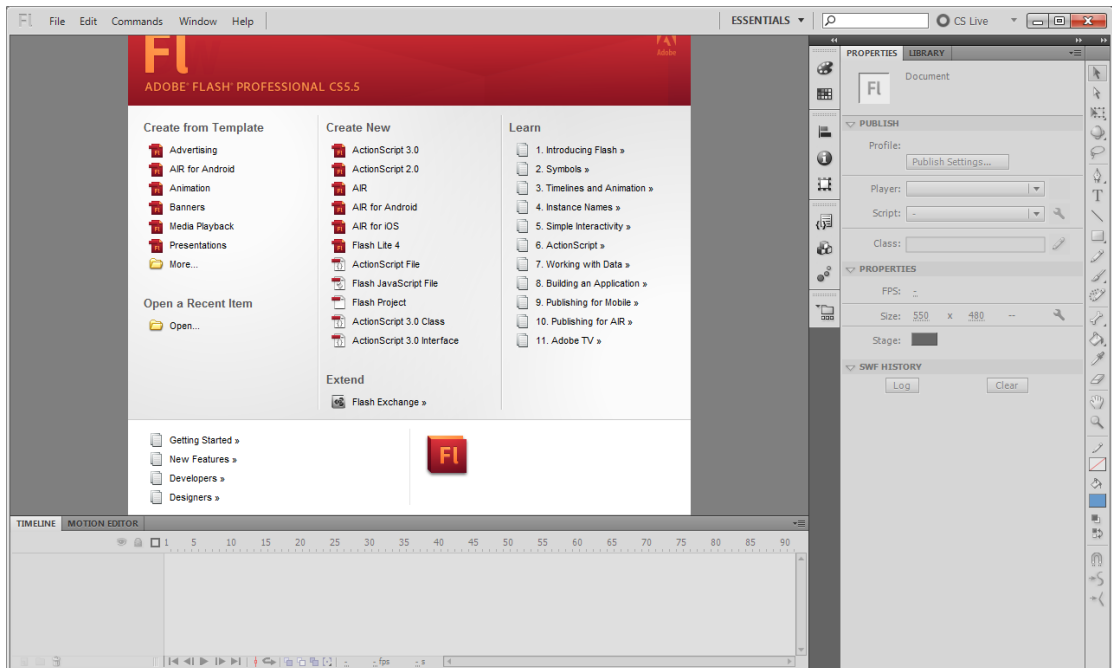 Fl File Edit Commands Window Help ESSENTIALS CS Live
Fl
Adobe
ADOBE® FLASH® PROFESSIONAL CS5.5
Create from Template
Advertising
AIR for Android
Animation
Banners
Media Playback
Presentations
More...
Open a Recent Item
Open...
Create New
ActionScript 3.0
ActionScript 2.0
AIR
AIR for Android
AIR for iOS
Flash Lite 4
ActionScript File
Flash JavaScript File
Flash Project
ActionScript 3.0 Class
ActionScript 3.0 Interface
Extend
Flash Exchange »
Learn
1. Introducing Flash »
2. Symbols »
3. Timelines and Animation »
4. Instance Names »
5. Simple Interactivity »
6. ActionScript »
7. Working with Data »
8. Building an Application »
9. Publishing for Mobile »
10. Publishing for AIR »
11. Adobe TV »
Getting Started »
New Features »
Developers »
Designers »
Fl
PROPERTIES LIBRARY
Fl Document
PUBLISH
Profile:
Publish Settings...
Player:
Script: -
Class:
PROPERTIES
FPS: -
Size: 550 x 480 --
Stage:
SWF HISTORY
Log Clear
T
TIMELINE MOTION EDITOR
1 5 10 15 20 25 30 35 40 45 50 55 60 65 70 75 80 85 90
- - fps - s